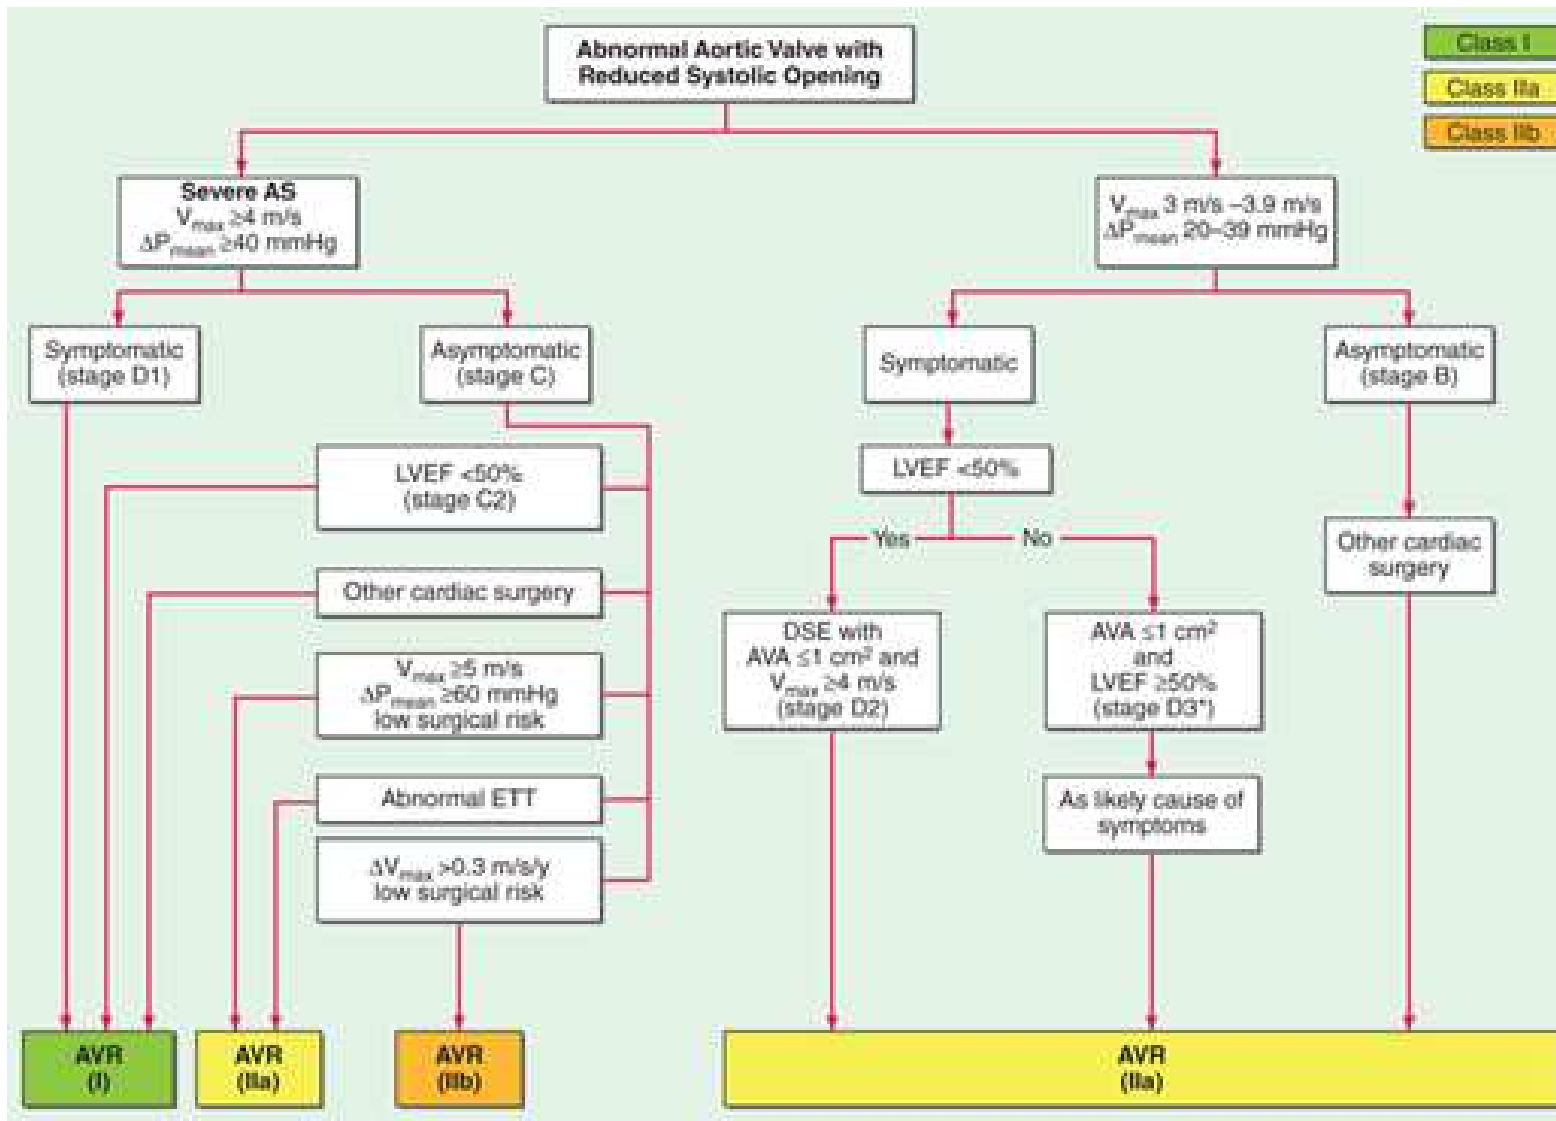 Abnormal Aortic Valve with
Reduced Systolic Opening
Class I
Class IIa
Class IIb
Severe AS
Vmax ≥4 m/s
ΔPmean ≥40 mmHg
Vmax 3 m/s –3.9 m/s
ΔPmean 20–39 mmHg
Symptomatic
(stage D1)
Asymptomatic
(stage C)
Symptomatic
Asymptomatic
(stage B)
LVEF <50%
(stage C2)
LVEF <50%
Yes
No
Other cardiac
surgery
Other cardiac surgery
Vmax ≥5 m/s
ΔPmean ≥60 mmHg
low surgical risk
DSE with
AVA ≤1 cm² and
Vmax ≥4 m/s
(stage D2)
AVA ≤1 cm²
and
LVEF ≥50%
(stage D3*)
Abnormal ETT
As likely cause of
symptoms
ΔVmax >0.3 m/s/y
low surgical risk
AVR
(I)
AVR
(IIa)
AVR
(IIb)
AVR
(IIa)